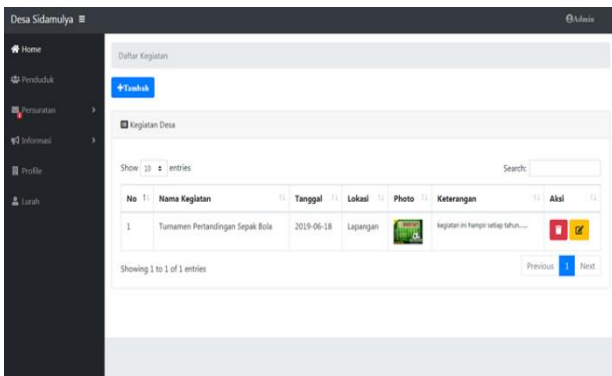 Desa Sidamulya
Admin
Home
Penduduk
Persuratan
Informasi
Profile
Lurah
Daftar Kegiatan
+Tambah
Kegiatan Desa
Show 10 entries
Search:
No Nama Kegiatan Tanggal Lokasi Photo Keterangan Aksi
1 Turnamen Pertandingan Sepak Bola 2019-06-18 Lapangan kegiatan ini hampir setiap tahun,.....
Showing 1 to 1 of 1 entries
Previous 1 Next